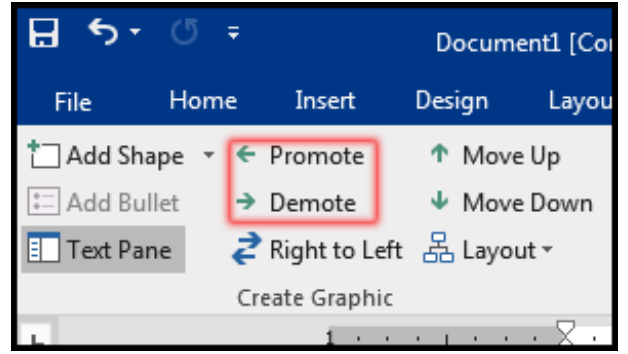 Document1 [Co
File Home Insert Design Layou
Add Shape Promote Move Up
Add Bullet Demote Move Down
Text Pane Right to Left Layout
Create Graphic
1